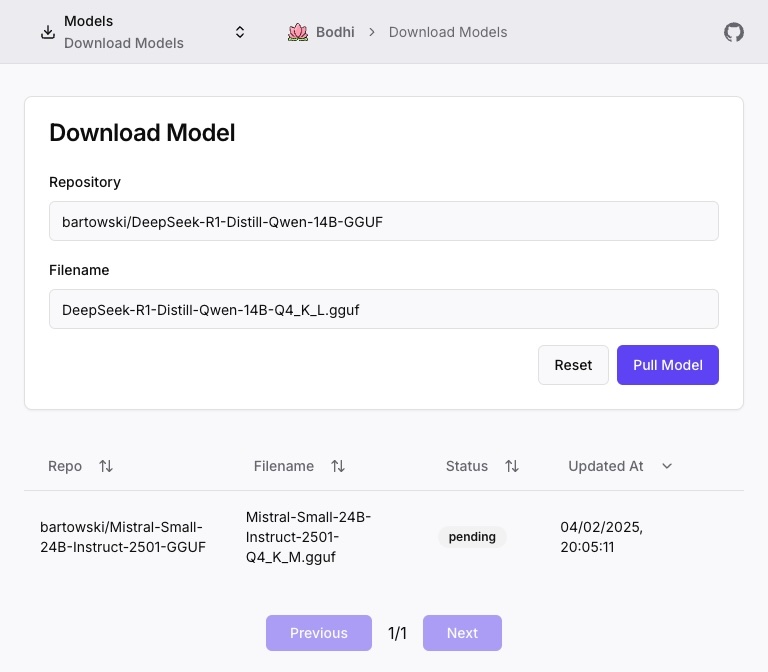 Models
Download Models
Bodhi
Download Models
Download Model
Repository
bartowski/DeepSeek-R1-Distill-Qwen-14B-GGUF
Filename
DeepSeek-R1-Distill-Qwen-14B-Q4_K_L.gguf
Reset
Pull Model
Repo
Filename
Status
Updated At
bartowski/Mistral-Small-
24B-Instruct-2501-GGUF
Mistral-Small-24B-
Instruct-2501-
Q4_K_M.gguf
pending
04/02/2025,
20:05:11
Previous
1/1
Next